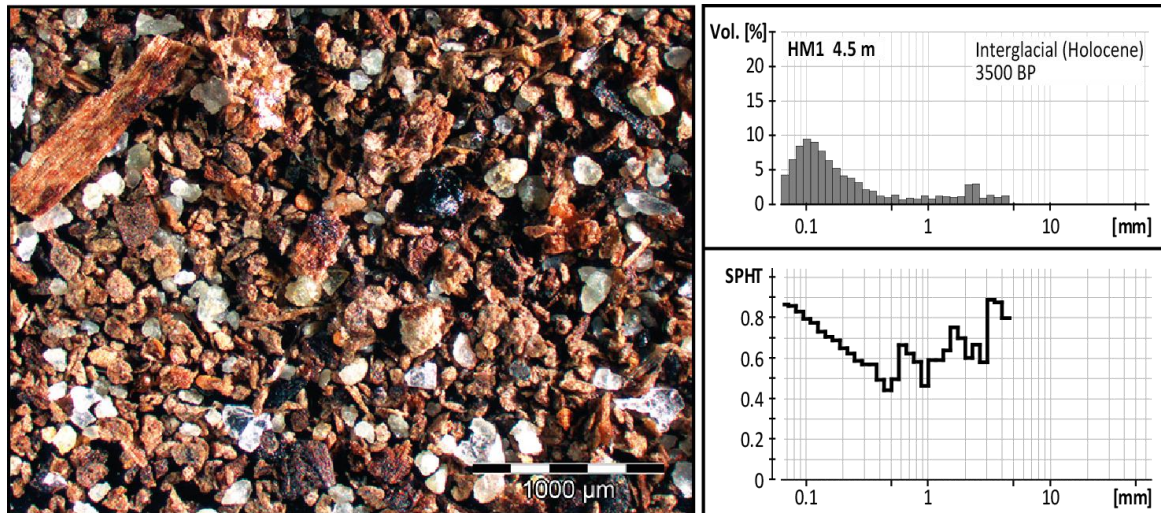 1000 µm
Vol. [%]
HM1 4.5 m
Interglacial (Holocene)
3500 BP
20
15
10
5
0
0.1 1 10 [mm]
SPHT
0.8
0.6
0.4
0.2
0
0.1 1 10 [mm]